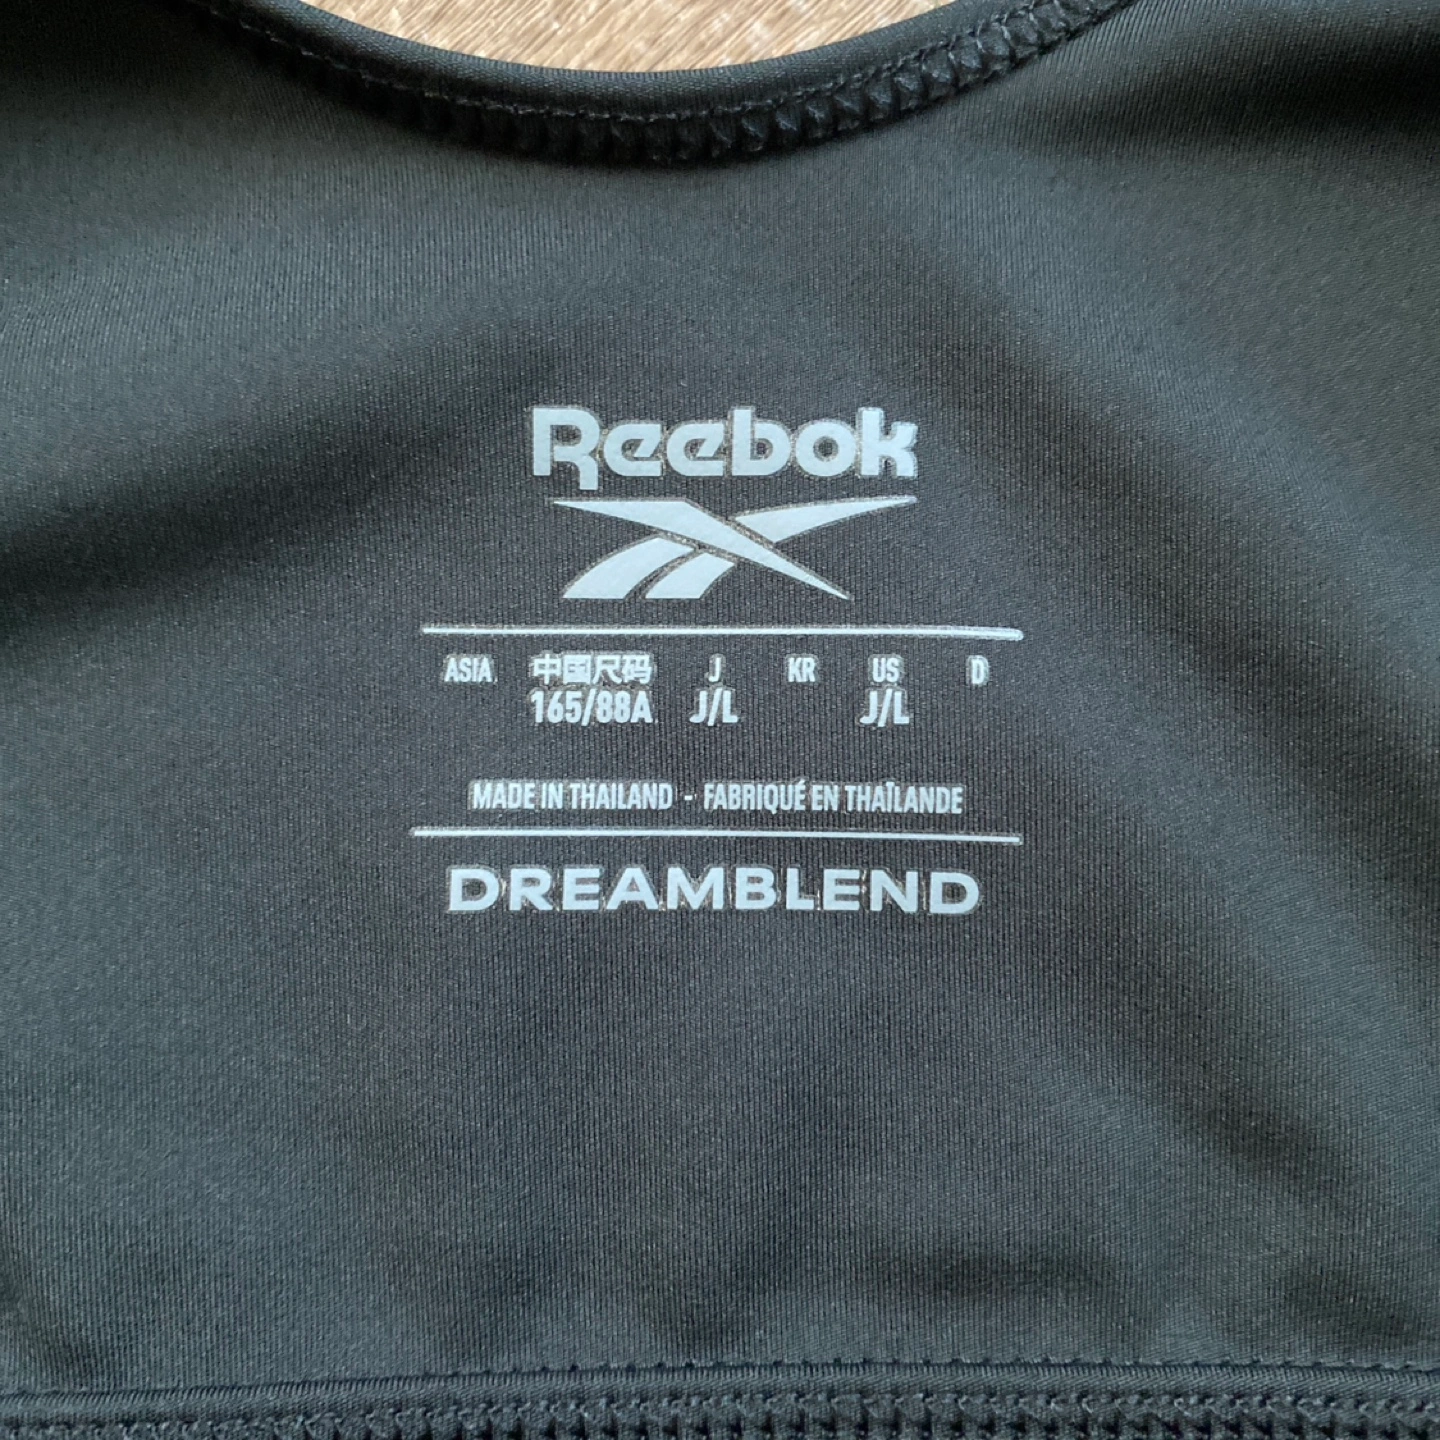 Reebok
ASIA 中国尺码 J KR US D
165/88A J/L J/L
MADE IN THAILAND - FABRIQUÉ EN THAÏLANDE
DREAMBLEND